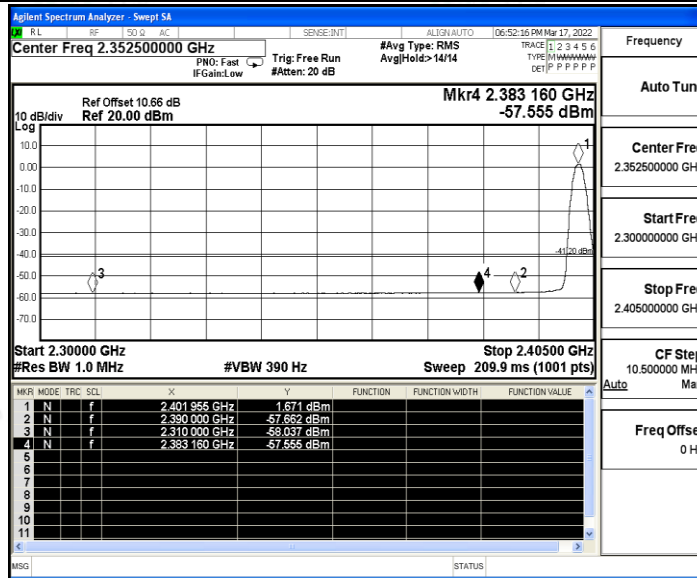 Agilent Spectrum Analyzer - Swept SA
RL RF 50 Ω AC SENSE:INT ALIGN AUTO 06:52:16 PM Mar 17, 2022
Center Freq 2.352500000 GHz
PNO: Fast
IFGain:Low
Trig: Free Run
#Atten: 20 dB
#Avg Type: RMS
Avg|Hold:>14/14
TRACE 1 2 3 4 5 6
TYPE M W W W W W
DET P P P P P P
Ref Offset 10.66 dB
10 dB/div Ref 20.00 dBm
Log
Mkr4 2.383 160 GHz
-57.555 dBm
10.0
0.00
-10.0
-20.0
-30.0
-40.0
-50.0
-60.0
-70.0
1
-41.20 dBm
3
4
2
Start 2.30000 GHz Stop 2.40500 GHz
#Res BW 1.0 MHz #VBW 390 Hz Sweep 209.9 ms (1001 pts)
MKR MODE TRC SCL X Y FUNCTION FUNCTION WIDTH FUNCTION VALUE
1 N f 2.401 955 GHz 1.671 dBm
2 N f 2.390 000 GHz -57.662 dBm
3 N f 2.310 000 GHz -58.037 dBm
4 N f 2.383 160 GHz -57.555 dBm
5
6
7
8
9
10
11
MSG STATUS
Frequency
Auto Tun
Center Fre
2.352500000 GH
Start Fre
2.300000000 GH
Stop Fre
2.405000000 GH
CF Step
10.500000 MH
Auto Ma
Freq Offse
0 H